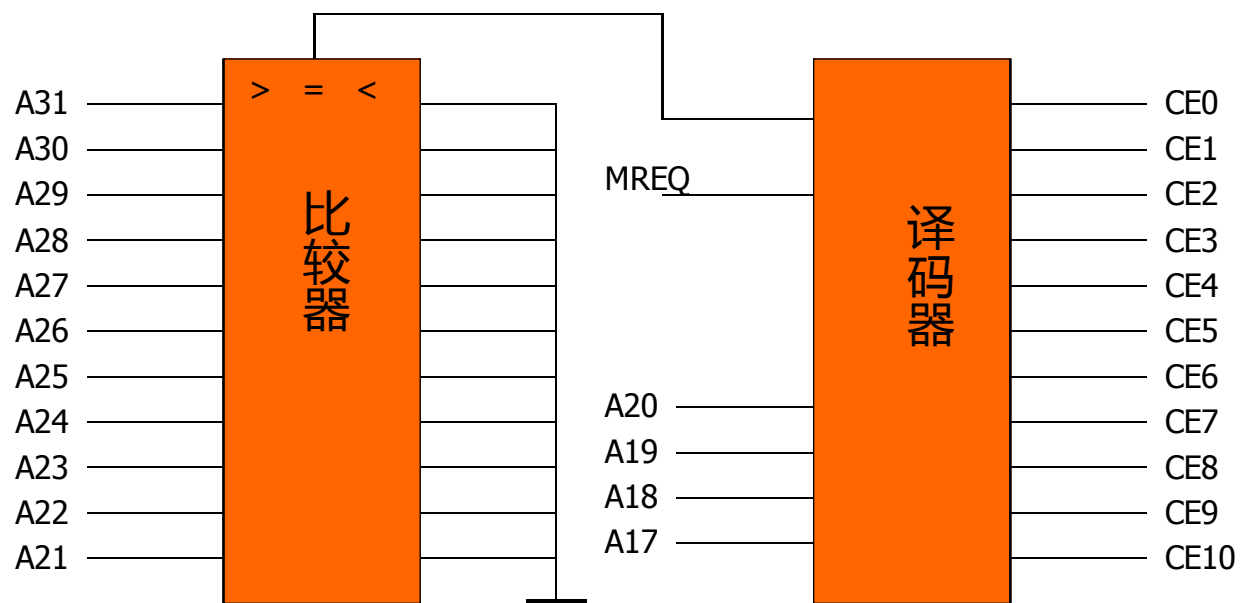 > = <
A31
A30
A29
A28
A27
A26
A25
A24
A23
A22
A21
比较器
MREQ
A20
A19
A18
A17
译码器
CE0
CE1
CE2
CE3
CE4
CE5
CE6
CE7
CE8
CE9
CE10